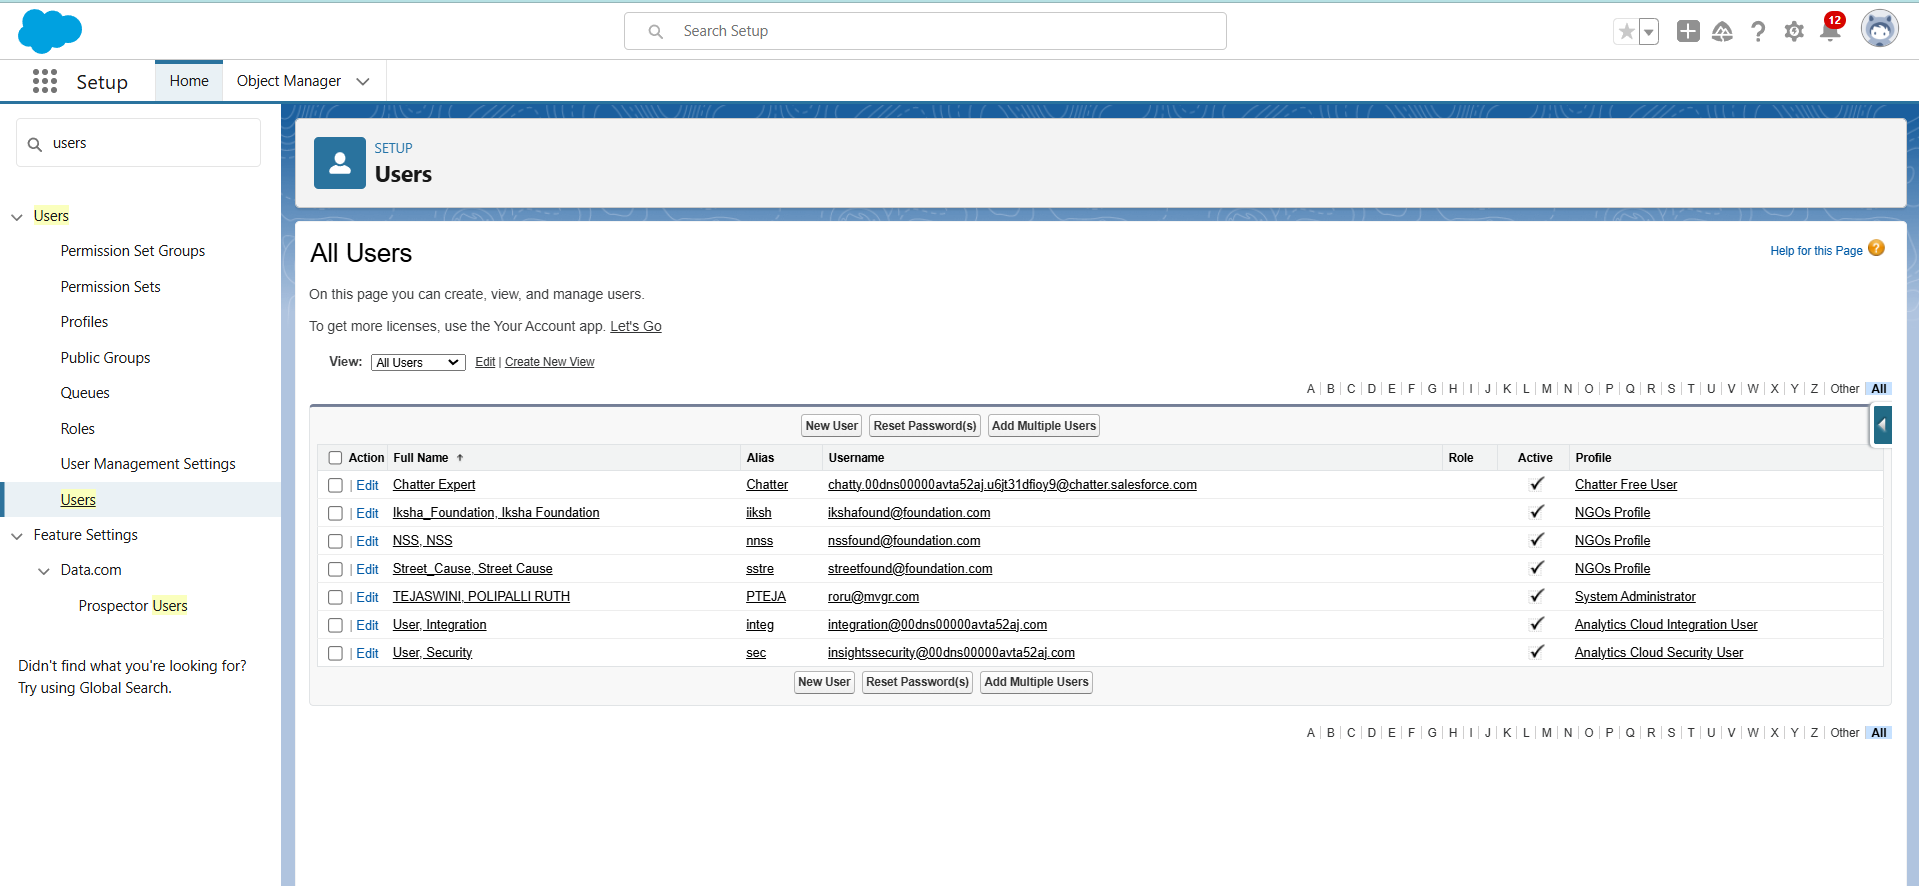 Search Setup
12
Setup
Home
Object Manager
users
Users
Permission Set Groups
Permission Sets
Profiles
Public Groups
Queues
Roles
User Management Settings
Users
Feature Settings
Data.com
Prospector Users
Didn't find what you're looking for?
Try using Global Search.
SETUP
Users
All Users
Help for this Page ?
On this page you can create, view, and manage users.
To get more licenses, use the Your Account app. Let's Go
View: All Users Edit | Create New View
A | B | C | D | E | F | G | H | I | J | K | L | M | N | O | P | Q | R | S | T | U | V | W | X | Y | Z | Other All
New User Reset Password(s) Add Multiple Users
Action Full Name ↑ Alias Username Role Active Profile
| Edit Chatter Expert Chatter chatty.00dns00000avta52aj.u6jt31dfioy9@chatter.salesforce.com ✓ Chatter Free User
| Edit Iksha_Foundation, Iksha Foundation iiksh ikshafound@foundation.com ✓ NGOs Profile
| Edit NSS, NSS nnss nssfound@foundation.com ✓ NGOs Profile
| Edit Street_Cause, Street Cause sstre streetfound@foundation.com ✓ NGOs Profile
| Edit TEJASWINI, POLIPALLI RUTH PTEJA roru@mvgr.com ✓ System Administrator
| Edit User, Integration integ integration@00dns00000avta52aj.com ✓ Analytics Cloud Integration User
| Edit User, Security sec insightssecurity@00dns00000avta52aj.com ✓ Analytics Cloud Security User
New User Reset Password(s) Add Multiple Users
A | B | C | D | E | F | G | H | I | J | K | L | M | N | O | P | Q | R | S | T | U | V | W | X | Y | Z | Other All